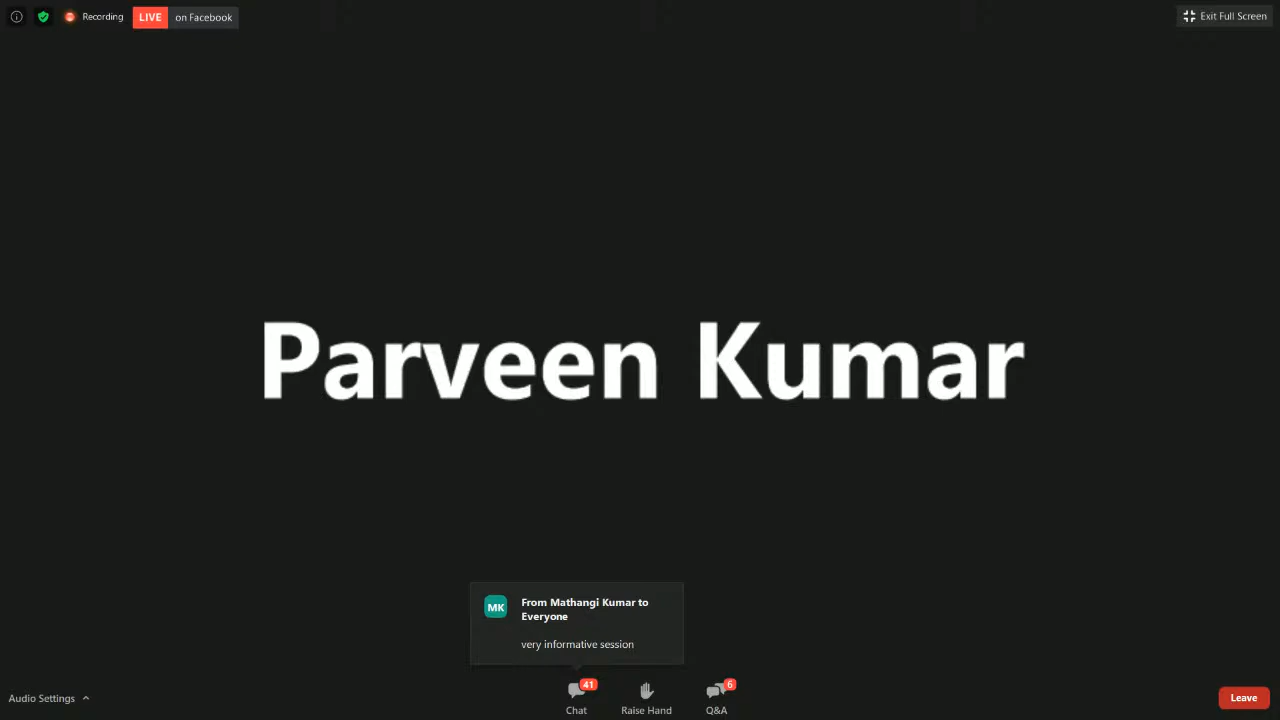 Recording
LIVE on Facebook
Exit Full Screen
Parveen Kumar
MK
From Mathangi Kumar to
Everyone
very informative session
Audio Settings
41
Chat
Raise Hand
6
Q&A
Leave